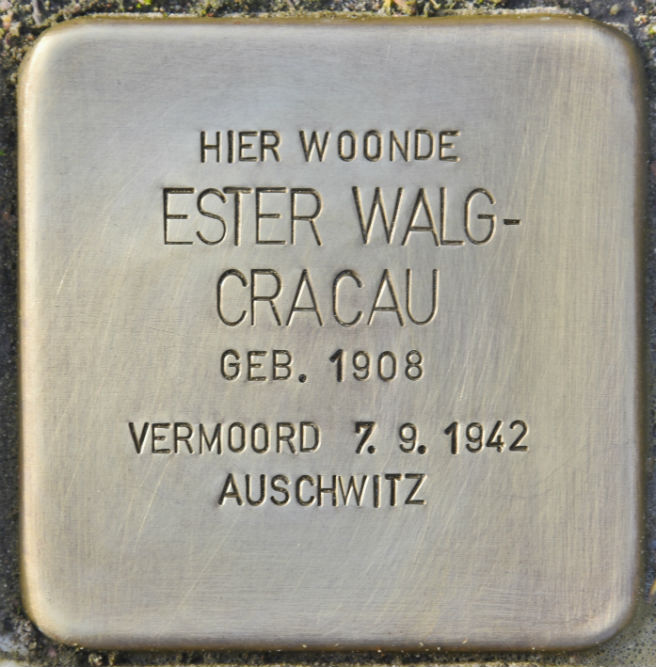 HIER WOONDE
ESTER WALG-
CRACAU
GEB. 1908
VERMOORD 7. 9. 1942
AUSCHWITZ